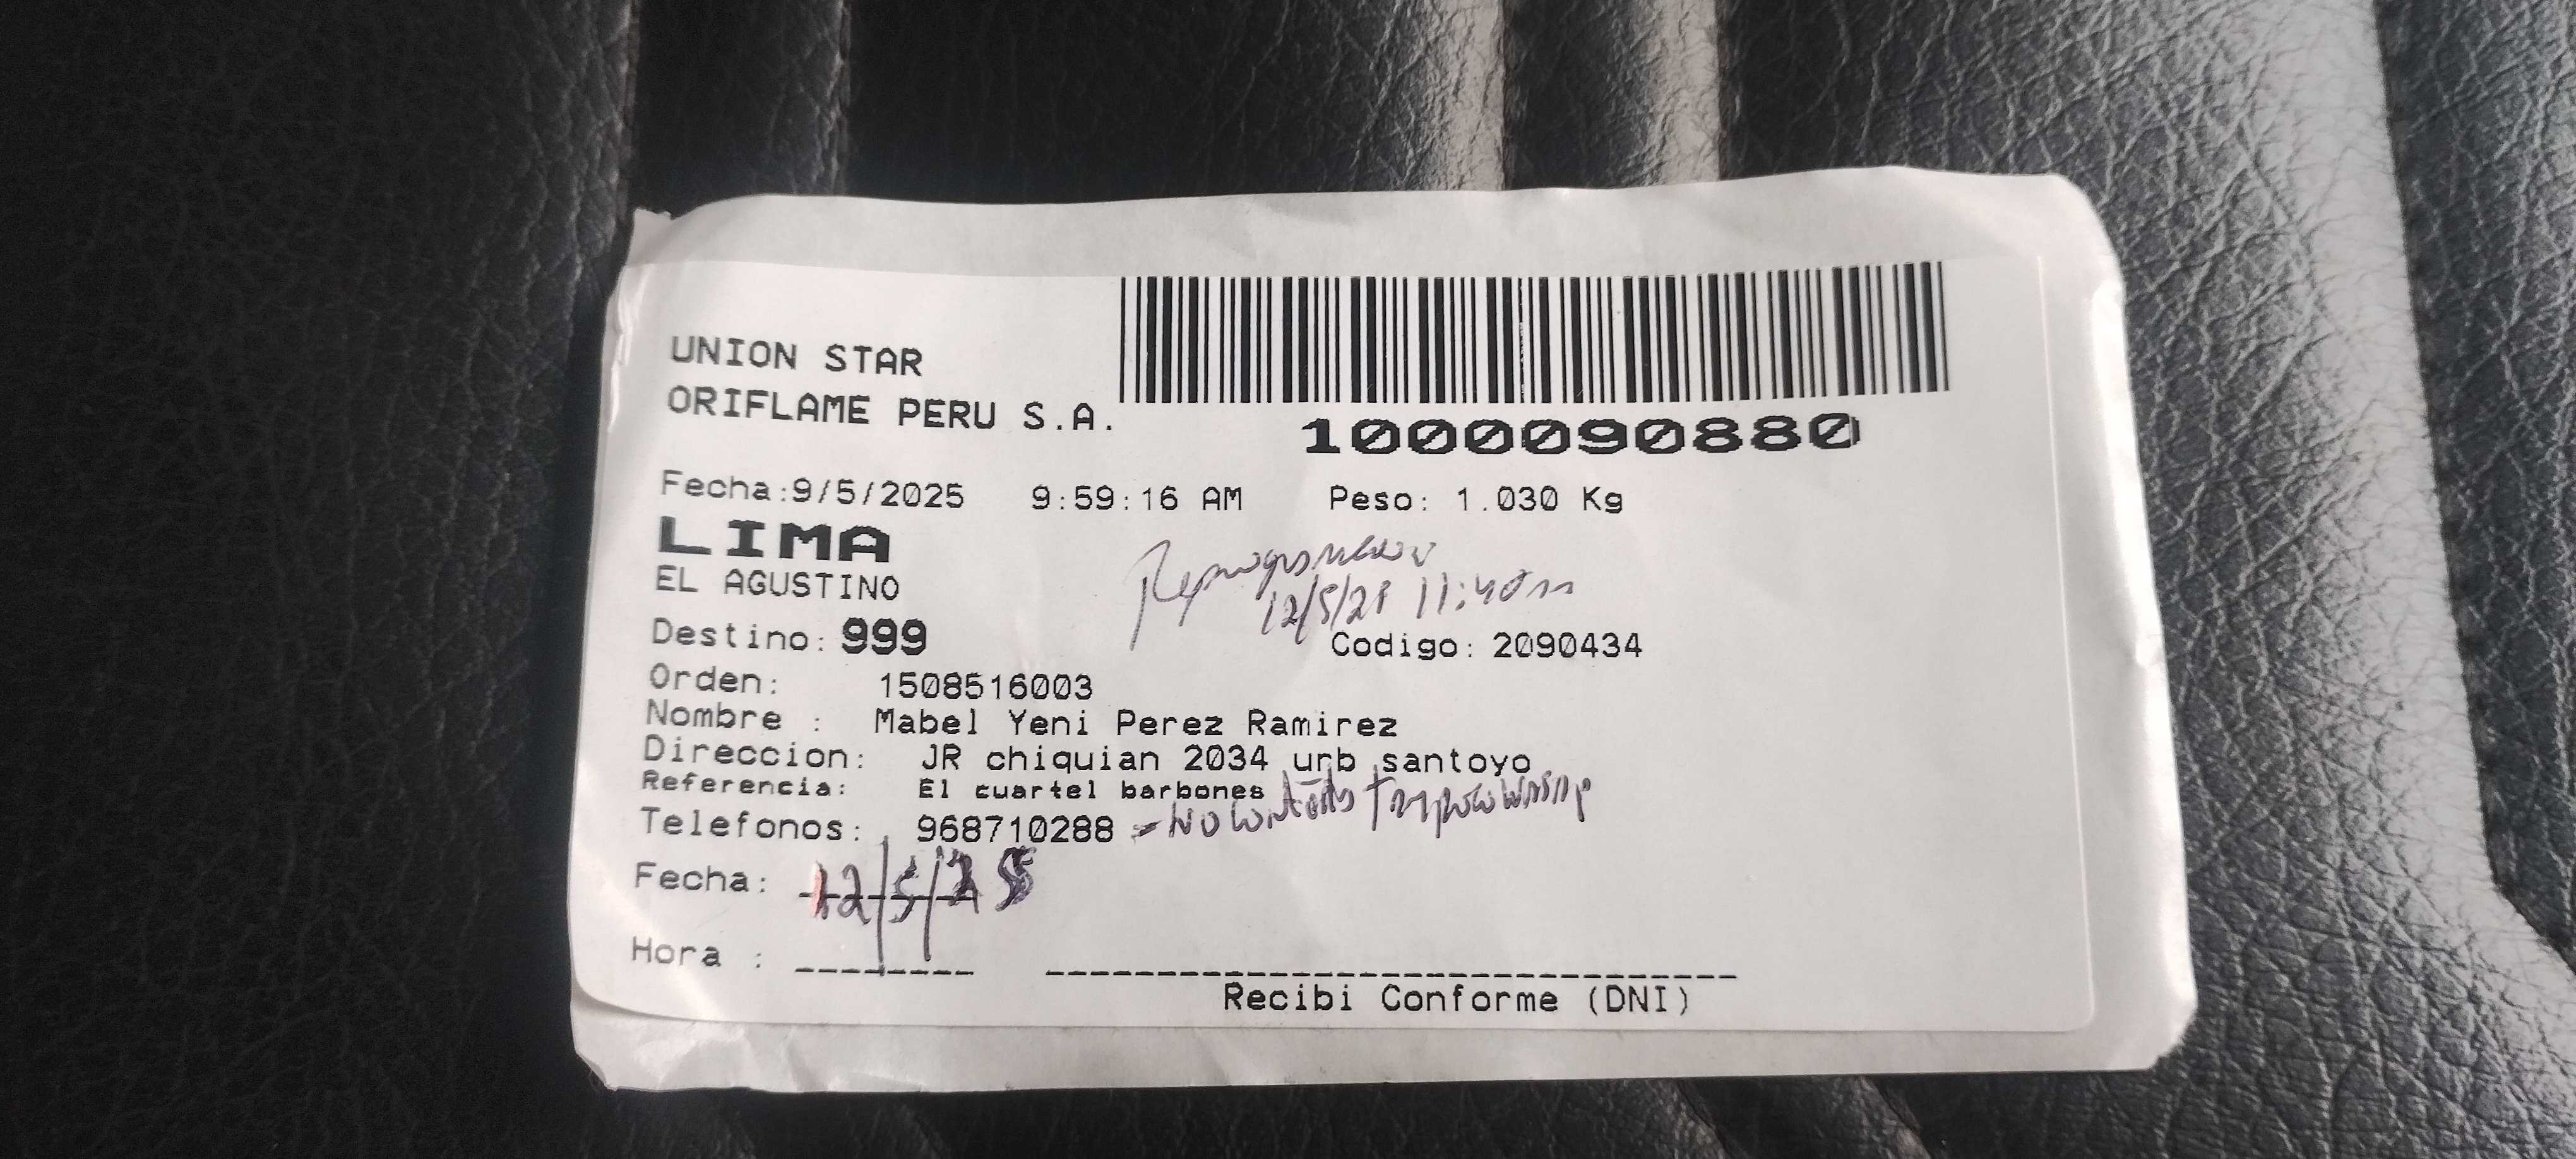 UNION STAR
ORIFLAME PERU S.A.
1000090880
Fecha:9/5/2025 9:59:16 AM Peso: 1.030 Kg
LIMA
EL AGUSTINO
12/5/25 11:40am
Destino: 999 Codigo: 2090434
Orden: 1508516003
Nombre : Mabel Yeni Perez Ramirez
Direccion: JR chiquian 2034 urb santoyo
Referencia: El cuartel barbones
Telefonos: 968710288 - No
Fecha: 12/5/25
Hora :
Recibi Conforme (DNI)